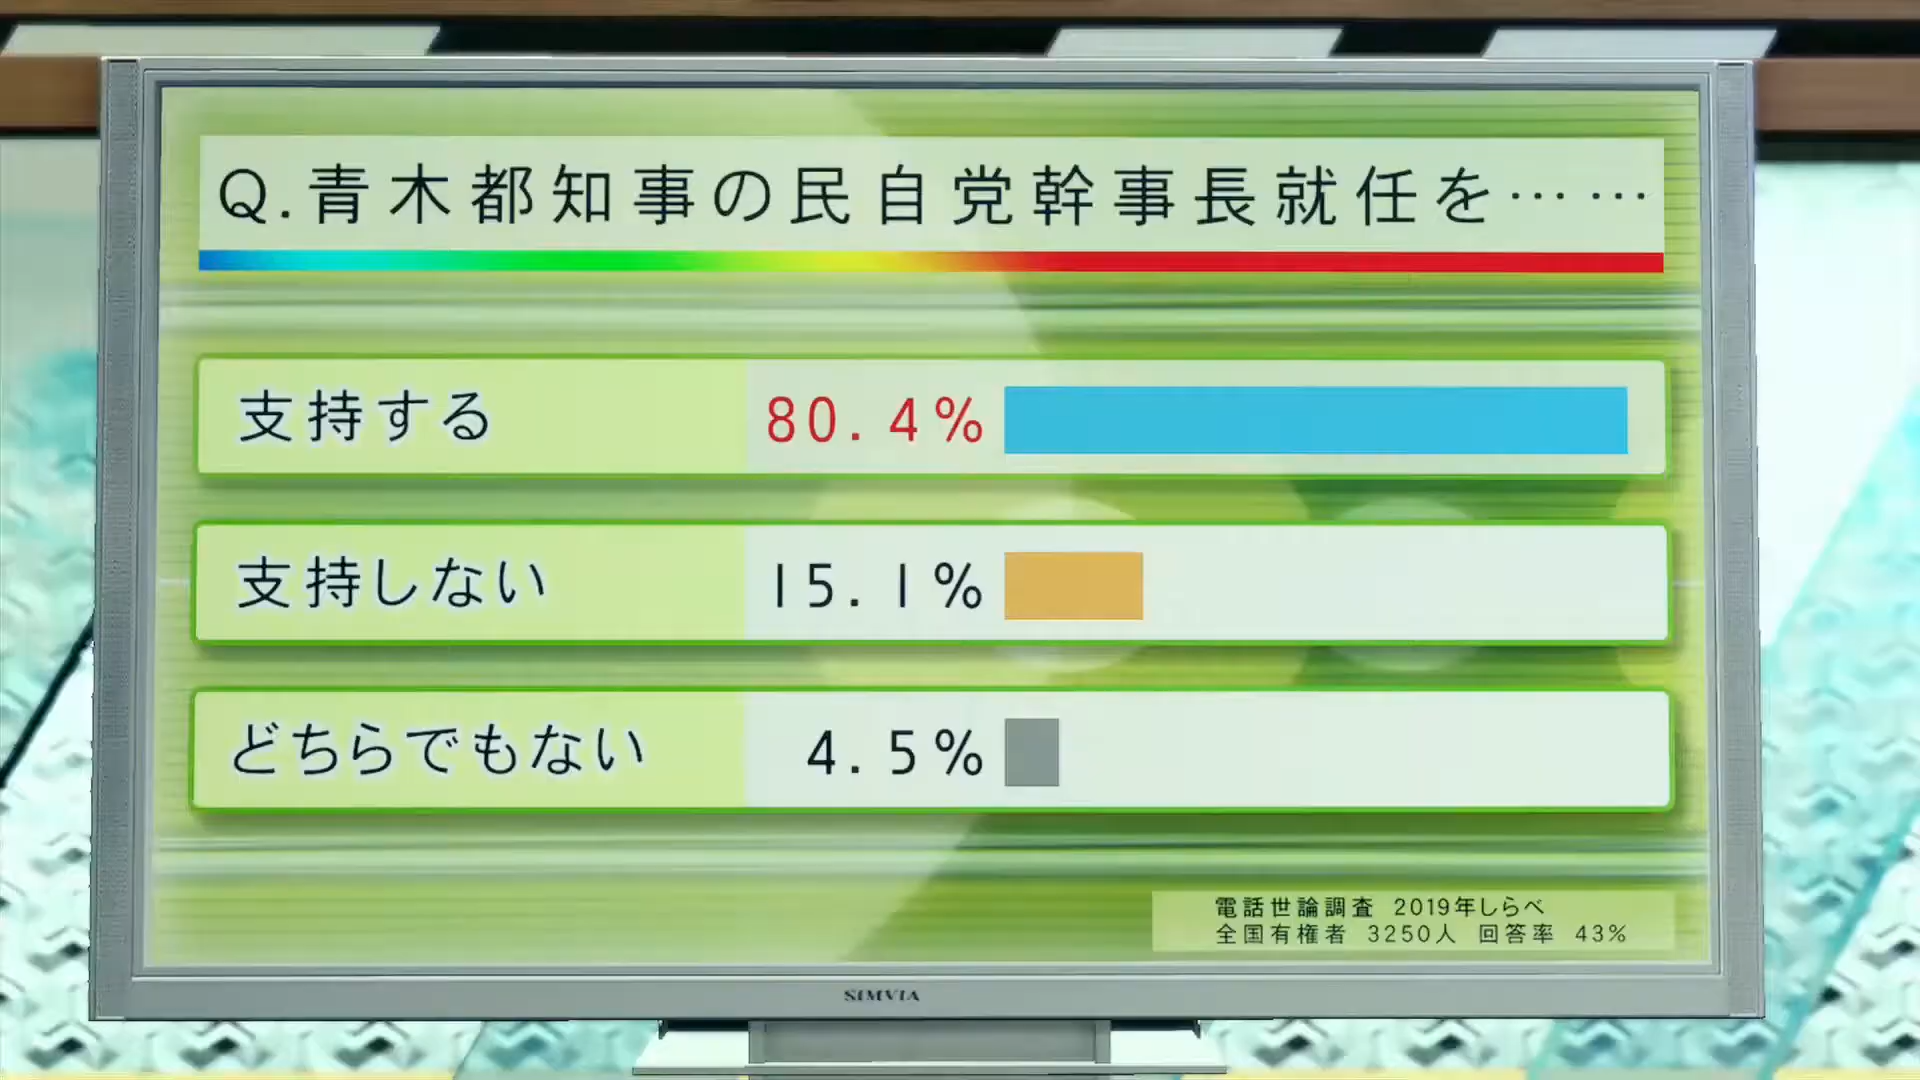 Q.青木都知事の民自党幹事長就任を……
支持する 80.4%
支持しない 15.1%
どちらでもない 4.5%
電話世論調査 2019年しらべ
全国有権者 3250人 回答率 43%
SIMVIA